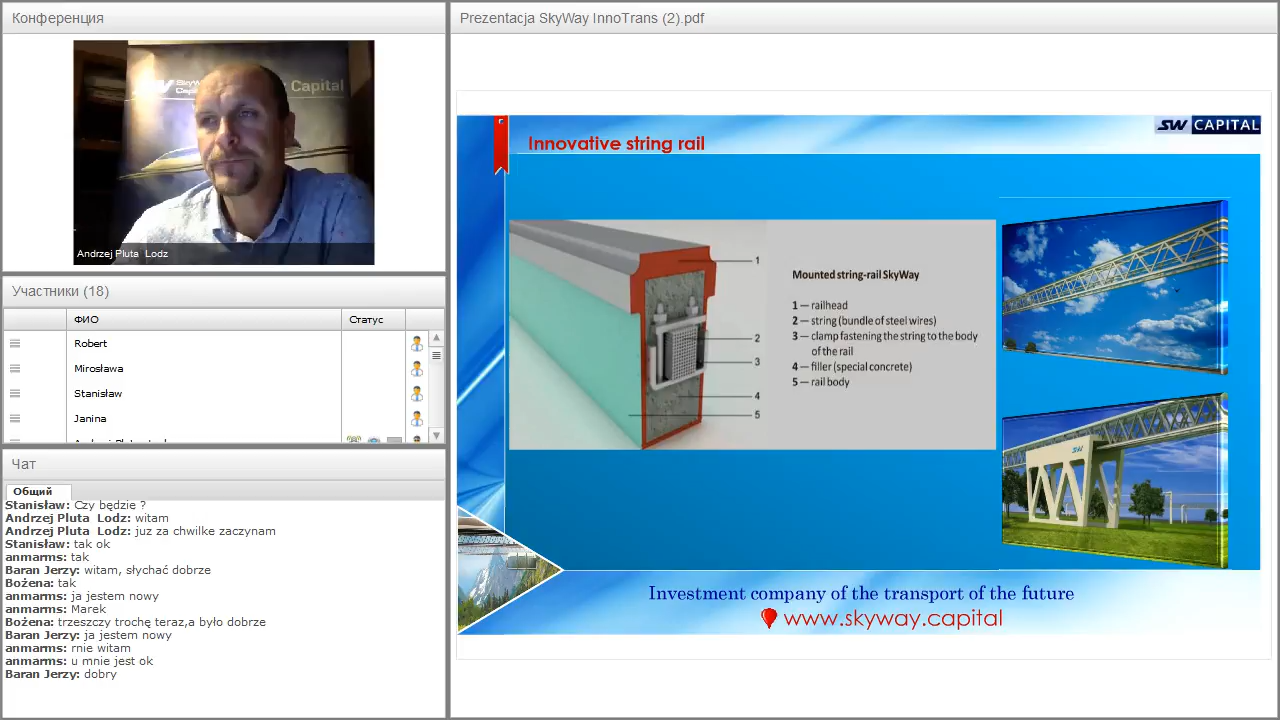 Конференция
Andrzej Pluta Lodz
Участники (18)
ФИО
Статус
Robert
Mirosława
Stanisław
Janina
Чат
Общий
Stanisław: Czy będzie ?
Andrzej Pluta Lodz: witam
Andrzej Pluta Lodz: juz za chwilke zaczynam
Stanisław: tak ok
anmarms: tak
Baran Jerzy: witam, słychać dobrze
Bożena: tak
anmarms: ja jestem nowy
anmarms: Marek
Bożena: trzeszczy trochę teraz,a było dobrze
Baran Jerzy: ja jestem nowy
anmarms: rnie witam
anmarms: u mnie jest ok
Baran Jerzy: dobry
Prezentacja SkyWay InnoTrans (2).pdf
SW CAPITAL
Innovative string rail
1
2
3
4
5
Mounted string-rail SkyWay
1 — railhead
2 — string (bundle of steel wires)
3 — clamp fastening the string to the body
of the rail
4 — filler (special concrete)
5 — rail body
SW
Investment company of the transport of the future
www.skyway.capital